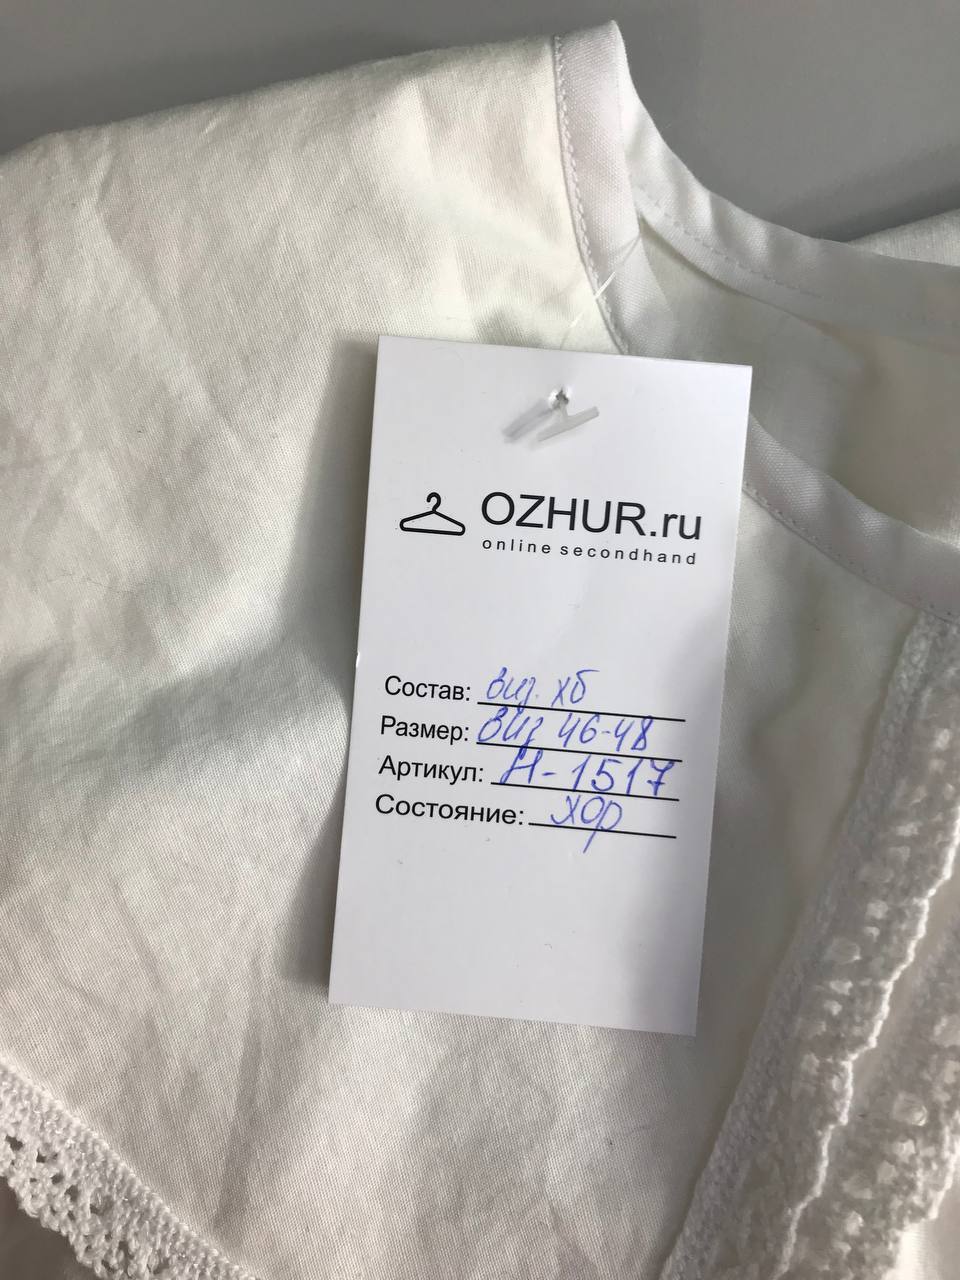 OZHUR.ru
online secondhand
Состав: виз. хб
Размер: виз 46-48
Артикул: Н-1517
Состояние: хор